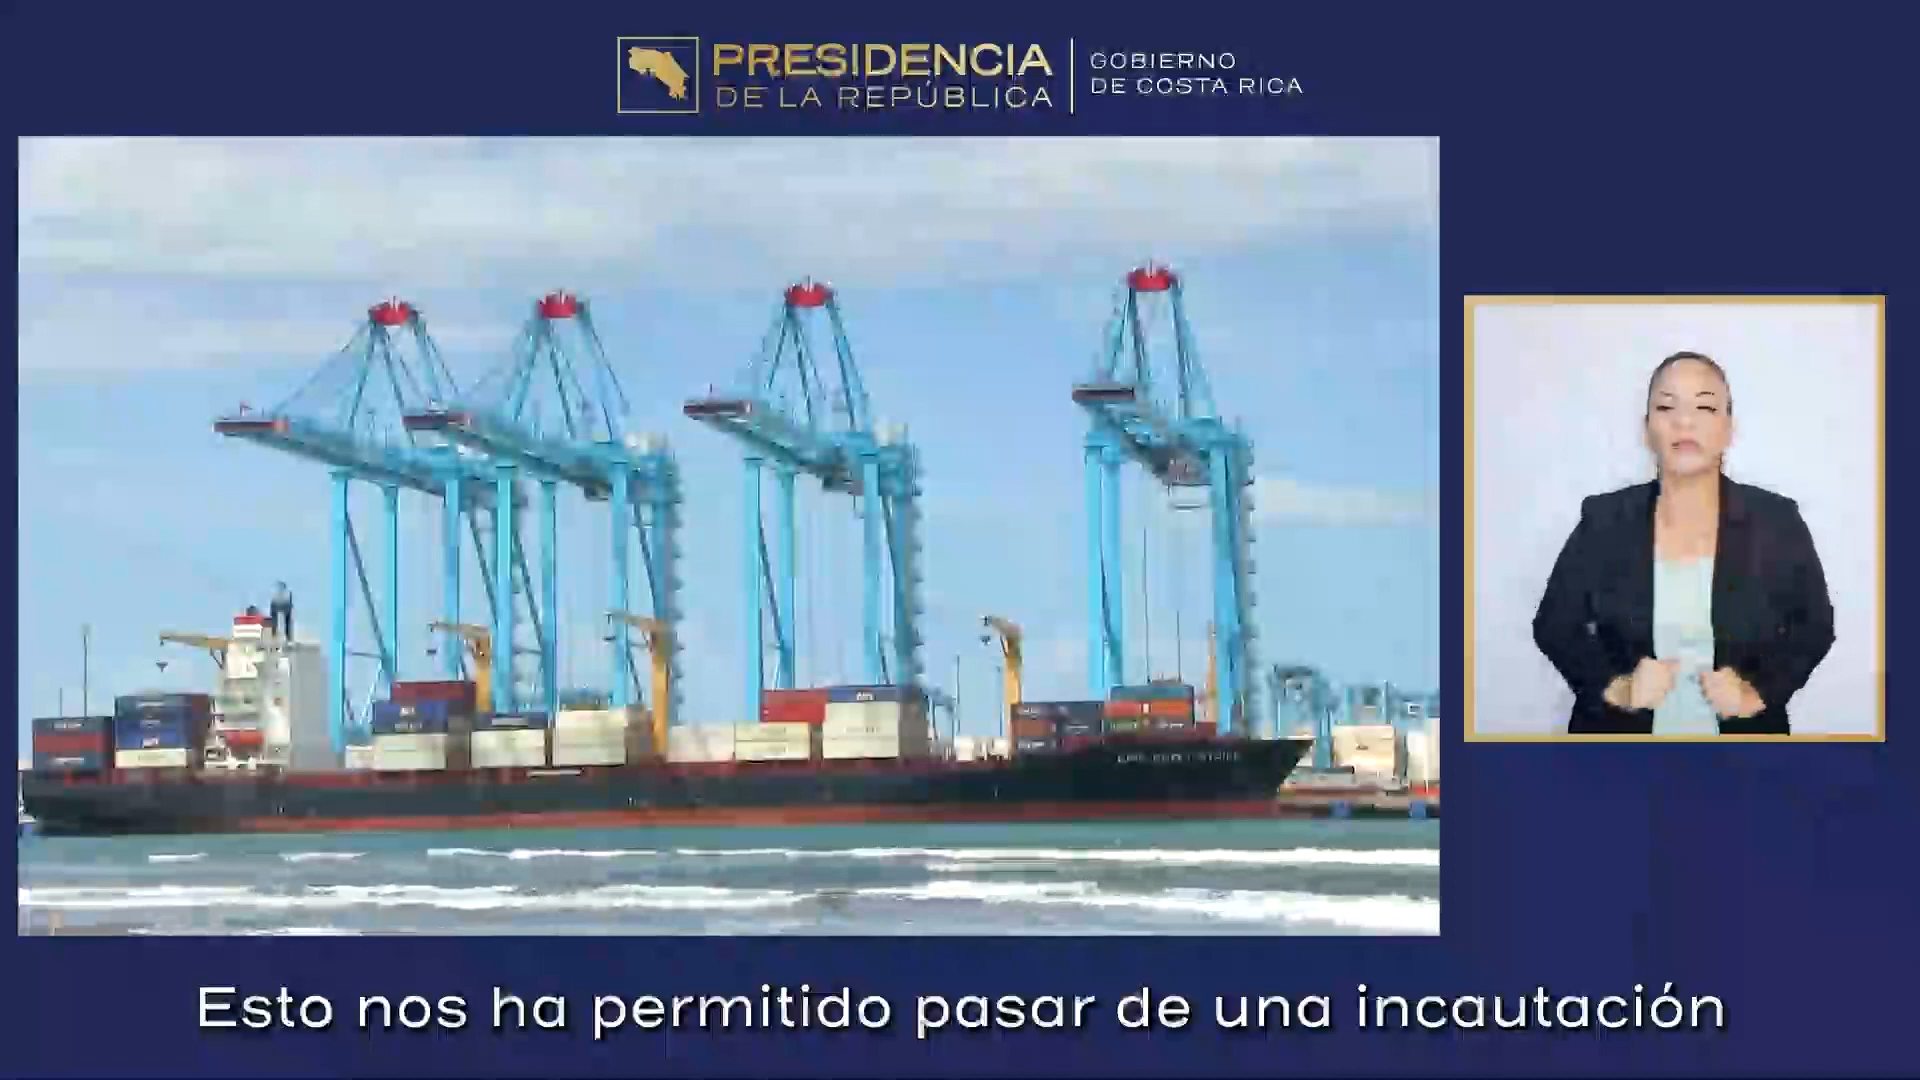 PRESIDENCIA
DE LA REPÚBLICA
GOBIERNO
DE COSTA RICA
Esto nos ha permitido pasar de una incautación